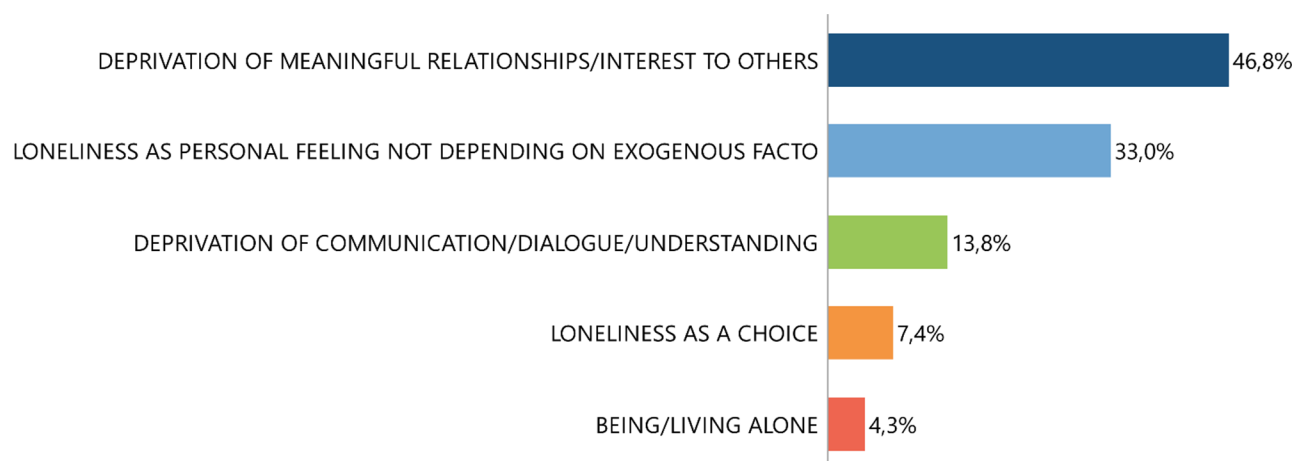 DEPRIVATION OF MEANINGFUL RELATIONSHIPS/INTEREST TO OTHERS 46,8%
LONELINESS AS PERSONAL FEELING NOT DEPENDING ON EXOGENOUS FACTO 33,0%
DEPRIVATION OF COMMUNICATION/DIALOGUE/UNDERSTANDING 13,8%
LONELINESS AS A CHOICE 7,4%
BEING/LIVING ALONE 4,3%